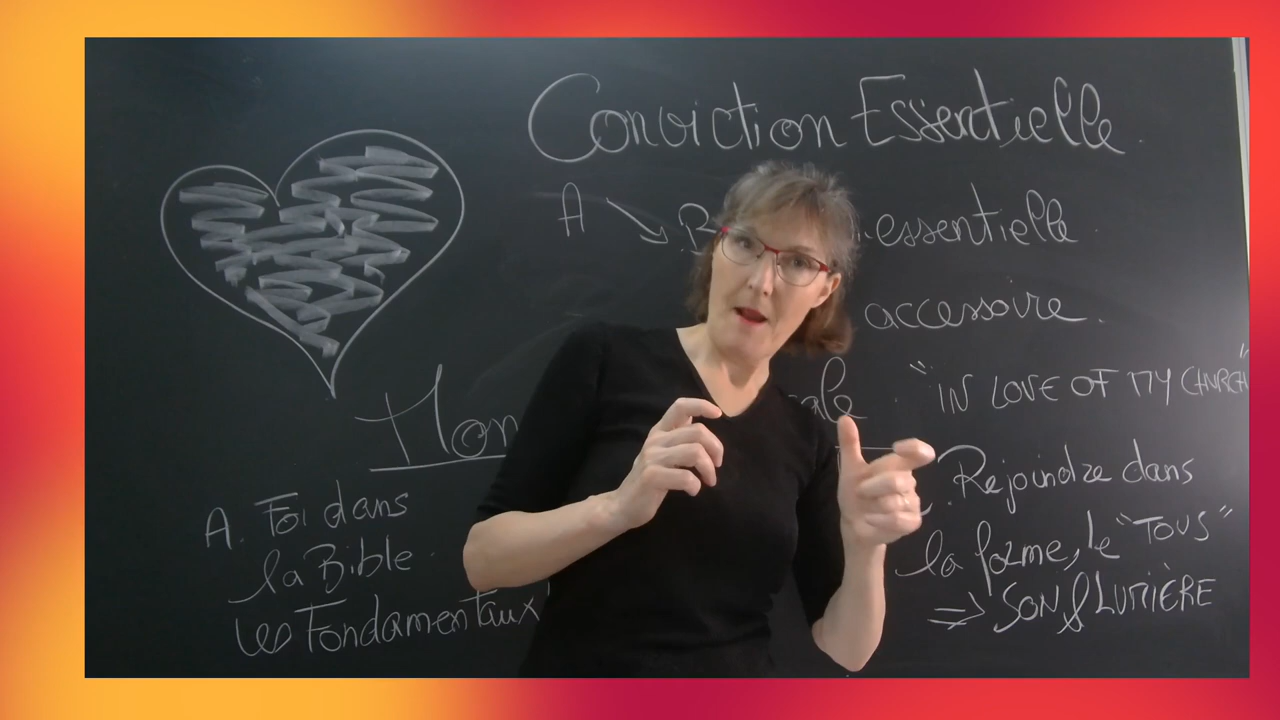 Conviction Essentielle.
A ↘ essentielle.
accessoire.
"IN LOVE OF MY CHURCH"
Mon
A. Foi dans
la Bible.
les Fondamentaux
Rejoindre dans
la forme, le "TOUS"
⇒ SON & LUMIÈRE